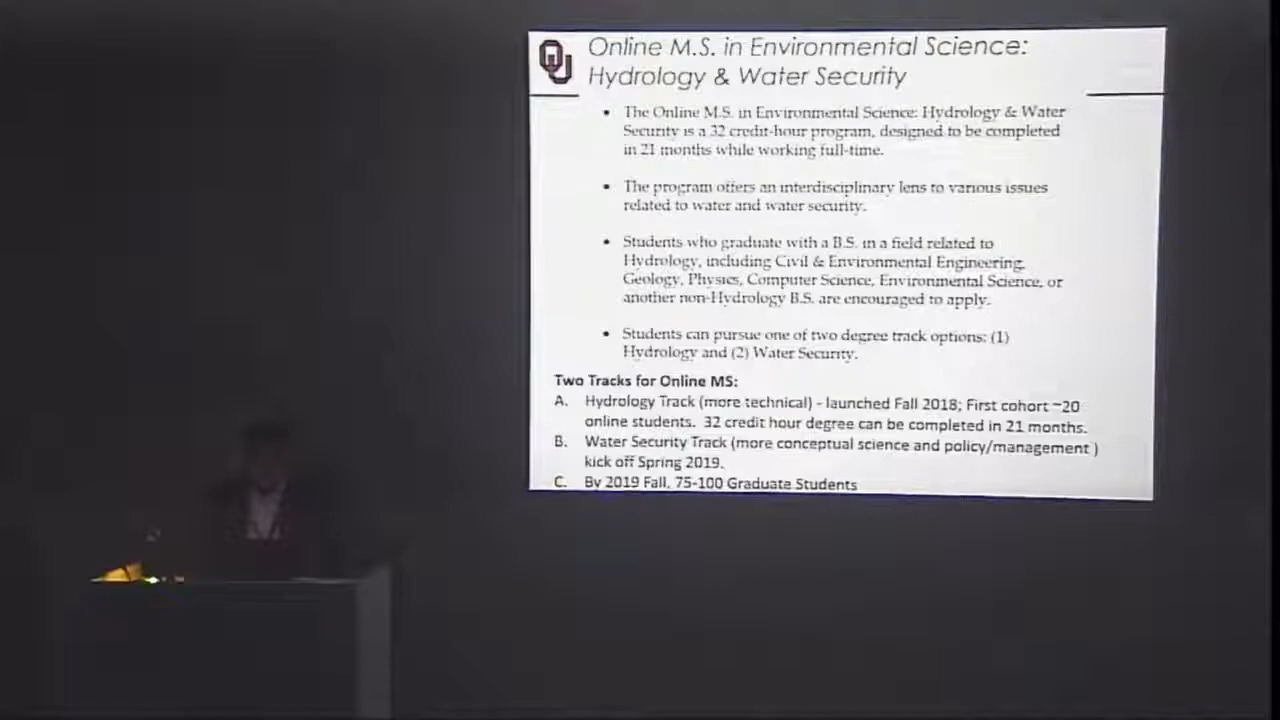 OU
Online M.S. in Environmental Science:
Hydrology & Water Security
• The Online M.S. in Environmental Science: Hydrology & Water
Security is a 32 credit-hour program, designed to be completed
in 21 months while working full-time.
• The program offers an interdisciplinary lens to various issues
related to water and water security.
• Students who graduate with a B.S. in a field related to
Hydrology, including Civil & Environmental Engineering,
Geology, Physics, Computer Science, Environmental Science, or
another non-Hydrology B.S. are encouraged to apply.
• Students can pursue one of two degree track options: (1)
Hydrology and (2) Water Security.
Two Tracks for Online MS:
A. Hydrology Track (more technical) - launched Fall 2018; First cohort ~20
online students. 32 credit hour degree can be completed in 21 months.
B. Water Security Track (more conceptual science and policy/management )
kick off Spring 2019.
C. By 2019 Fall, 75-100 Graduate Students